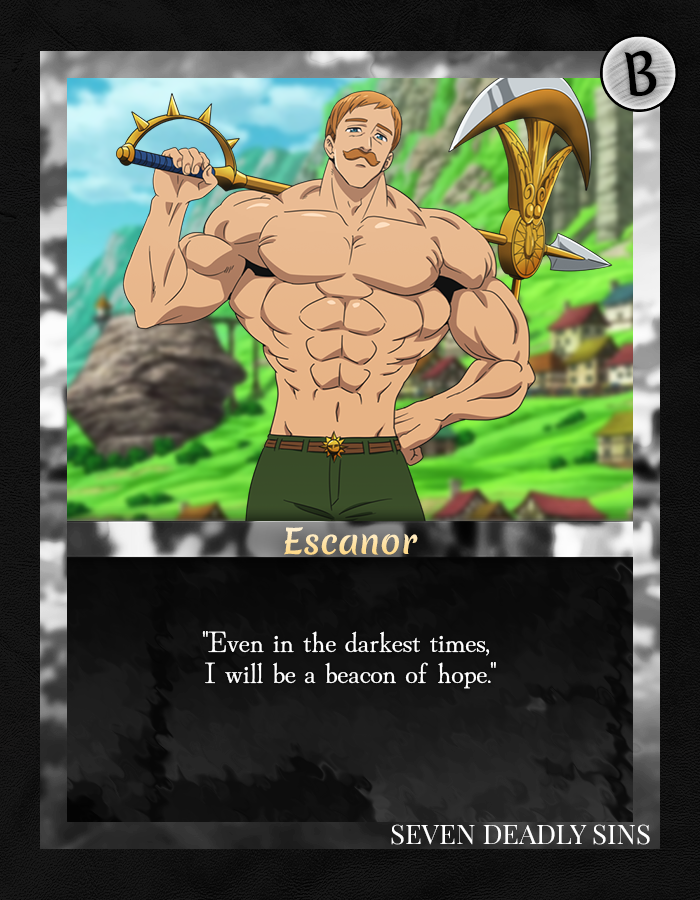 B
Escanor
"Even in the darkest times,
I will be a beacon of hope."
SEVEN DEADLY SINS